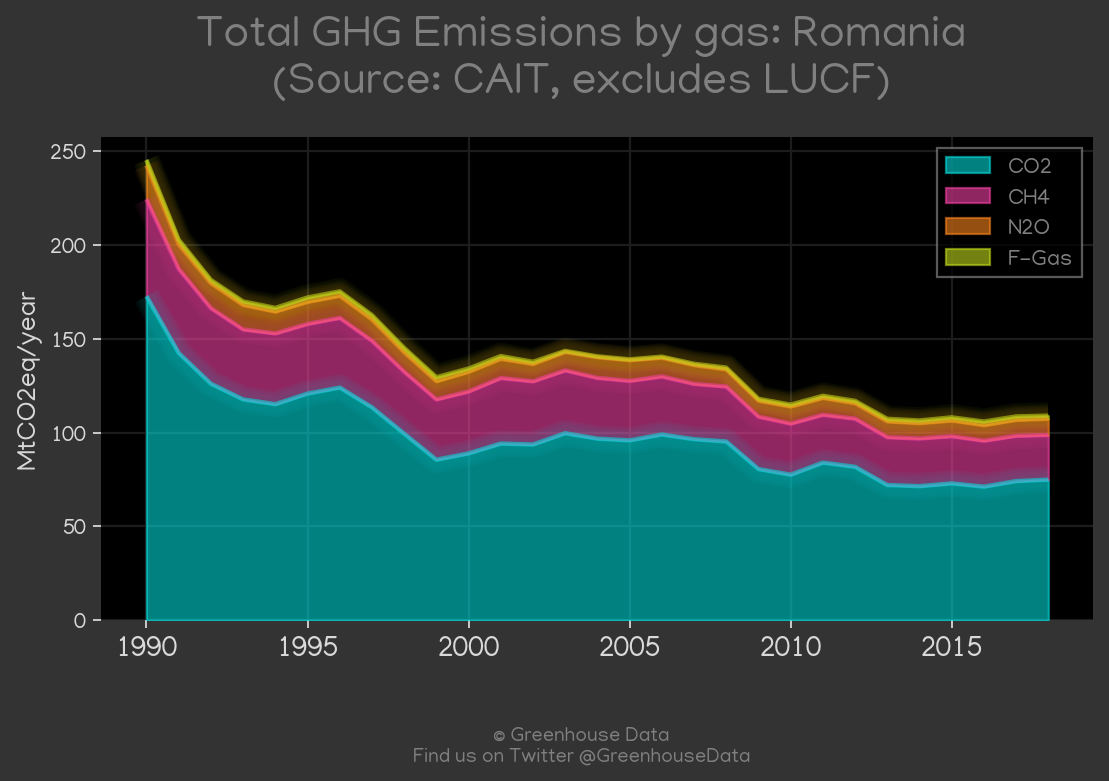 Total GHG Emissions by gas: Romania
(Source: CAIT, excludes LUCF)
MtCO2eq/year
250
200
150
100
50
0
1990 1995 2000 2005 2010 2015
CO2
CH4
N2O
F-Gas
© Greenhouse Data
Find us on Twitter @GreenhouseData